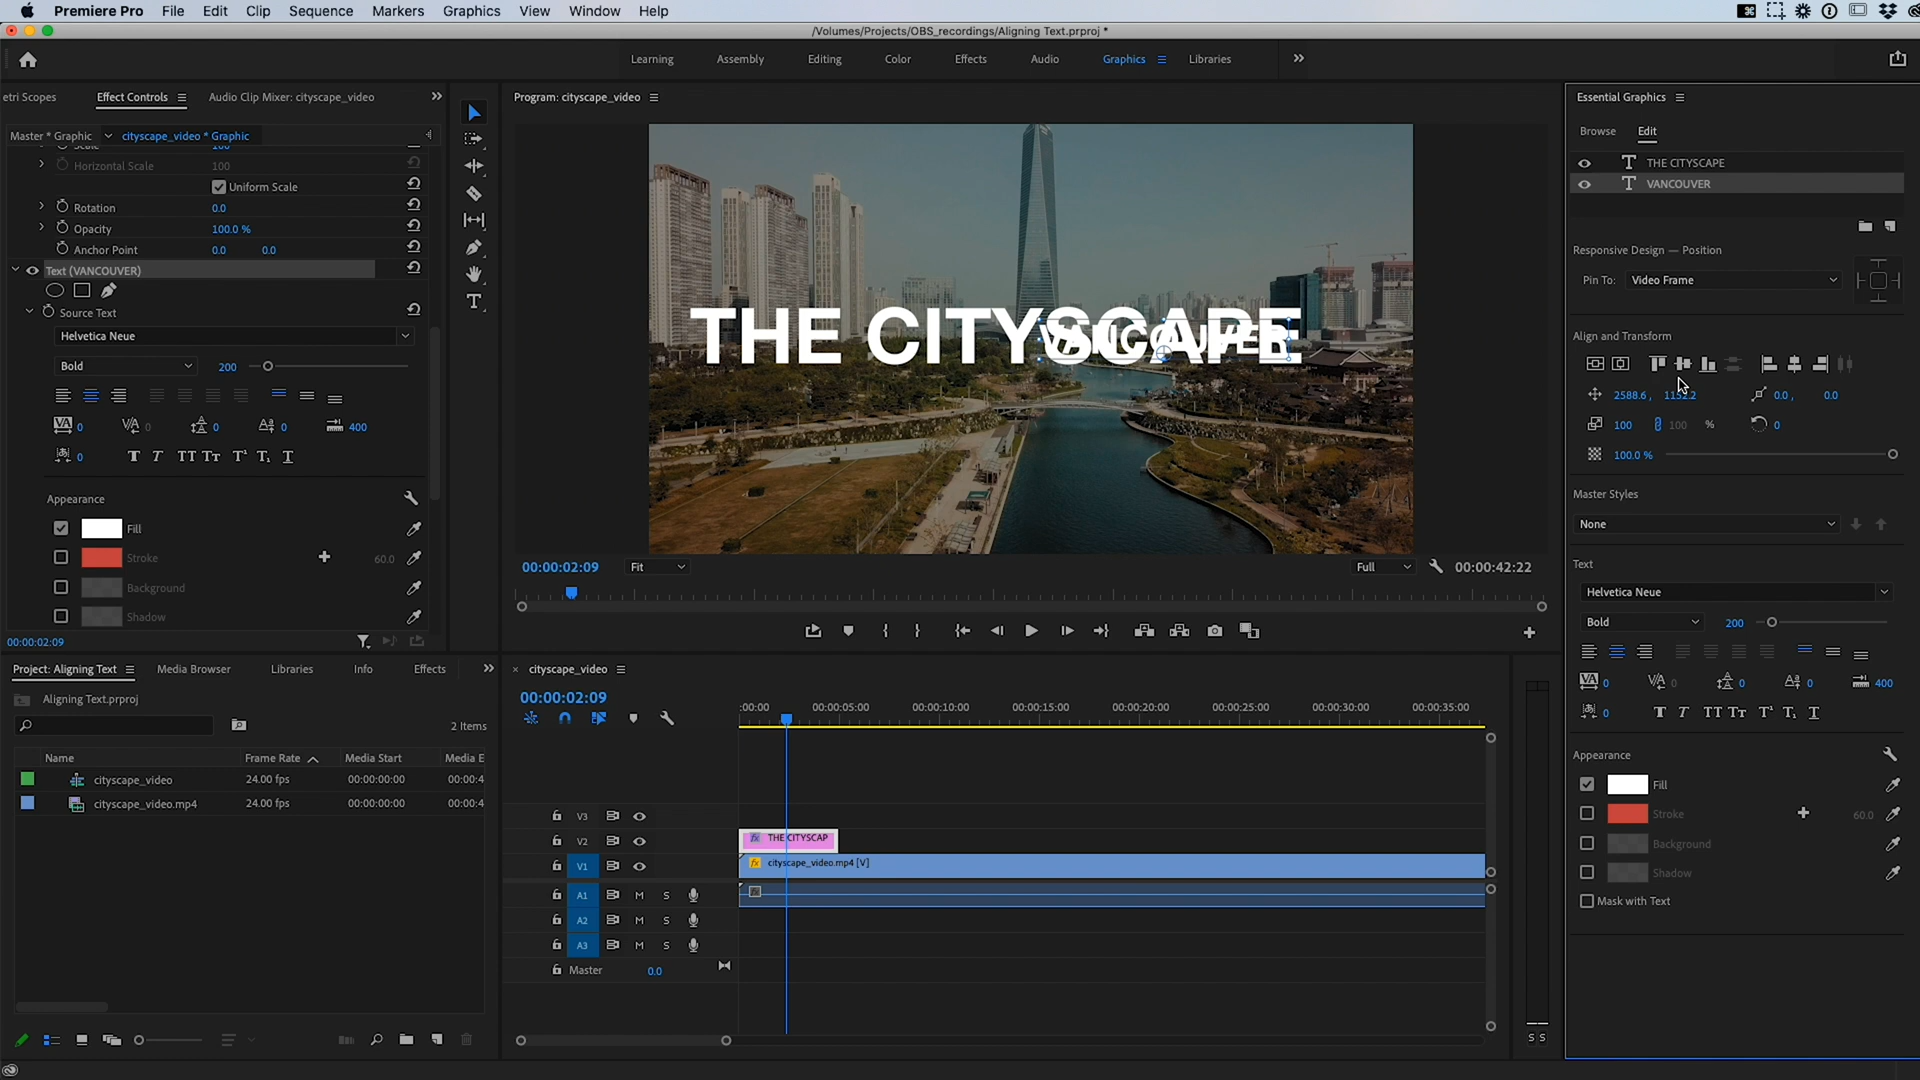 Premiere Pro File Edit Clip Sequence Markers Graphics View Window Help
/Volumes/Projects/OBS_recordings/Aligning Text.prproj *
Learning Assembly Editing Color Effects Audio Graphics Libraries
etri Scopes Effect Controls Audio Clip Mixer: cityscape_video
Master * Graphic cityscape_video * Graphic
Scale 100
Horizontal Scale 100
Uniform Scale
Rotation 0.0
Opacity 100.0 %
Anchor Point 0.0 0.0
Text (VANCOUVER)
Source Text
Helvetica Neue
Bold 200
0 0 0 0 400
0
Appearance
Fill
Stroke 60.0
Background
Shadow
00:00:02:09
Program: cityscape_video
THE CITYSCAPE
VANCOUVER
00:00:02:09 Fit Full 00:00:42:22
Essential Graphics
Browse Edit
THE CITYSCAPE
VANCOUVER
Responsive Design — Position
Pin To: Video Frame
Align and Transform
2588.6 , 1152.2 0.0 , 0.0
100 100 % 0
100.0 %
Master Styles
None
Text
Helvetica Neue
Bold 200
0 0 0 0 400
0
Appearance
Fill
Stroke 60.0
Background
Shadow
Mask with Text
Project: Aligning Text Media Browser Libraries Info Effects
Aligning Text.prproj
2 Items
Name Frame Rate Media Start Media E
cityscape_video 24.00 fps 00:00:00:00 00:00:4
cityscape_video.mp4 24.00 fps 00:00:00:00 00:00:4
× cityscape_video
00:00:02:09
:00:00 00:00:05:00 00:00:10:00 00:00:15:00 00:00:20:00 00:00:25:00 00:00:30:00 00:00:35:00
V3
V2 fx THE CITYSCAP
V1 fx cityscape_video.mp4 [V]
A1 M S
A2 M S
A3 M S
Master 0.0
S S